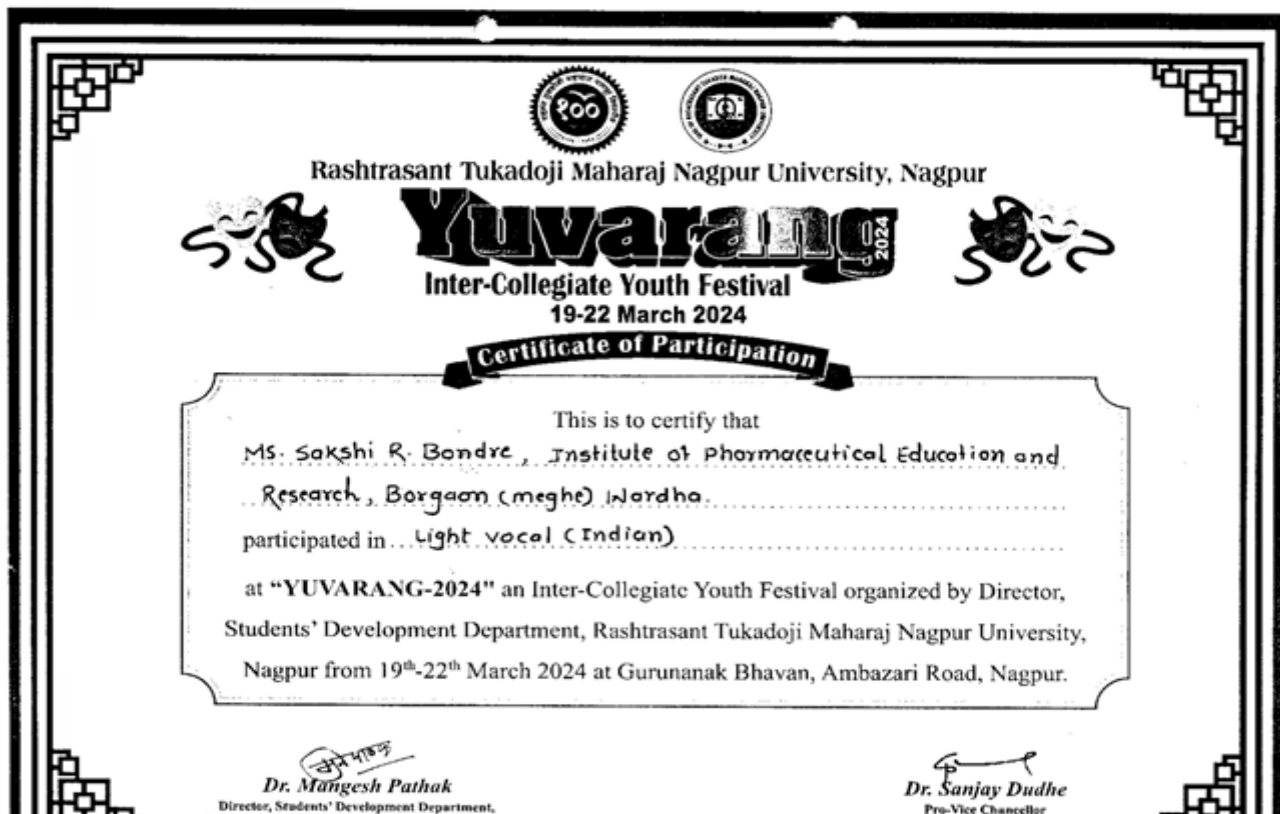 १००
Rashtrasant Tukadoji Maharaj Nagpur University, Nagpur
Yuvarang 2024
Inter-Collegiate Youth Festival
19-22 March 2024
Certificate of Participation
This is to certify that
Ms. Sakshi R. Bondre, Institute of Pharmaceutical Education and
Research, Borgaon (meghe) Wardha.
participated in Light vocal (Indian)
at “YUVARANG-2024" an Inter-Collegiate Youth Festival organized by Director,
Students’ Development Department, Rashtrasant Tukadoji Maharaj Nagpur University,
Nagpur from 19th-22th March 2024 at Gurunanak Bhavan, Ambazari Road, Nagpur.
Dr. Mangesh Pathak
Director, Students’ Development Department,
Dr. Sanjay Dudhe
Pro-Vice Chancellor